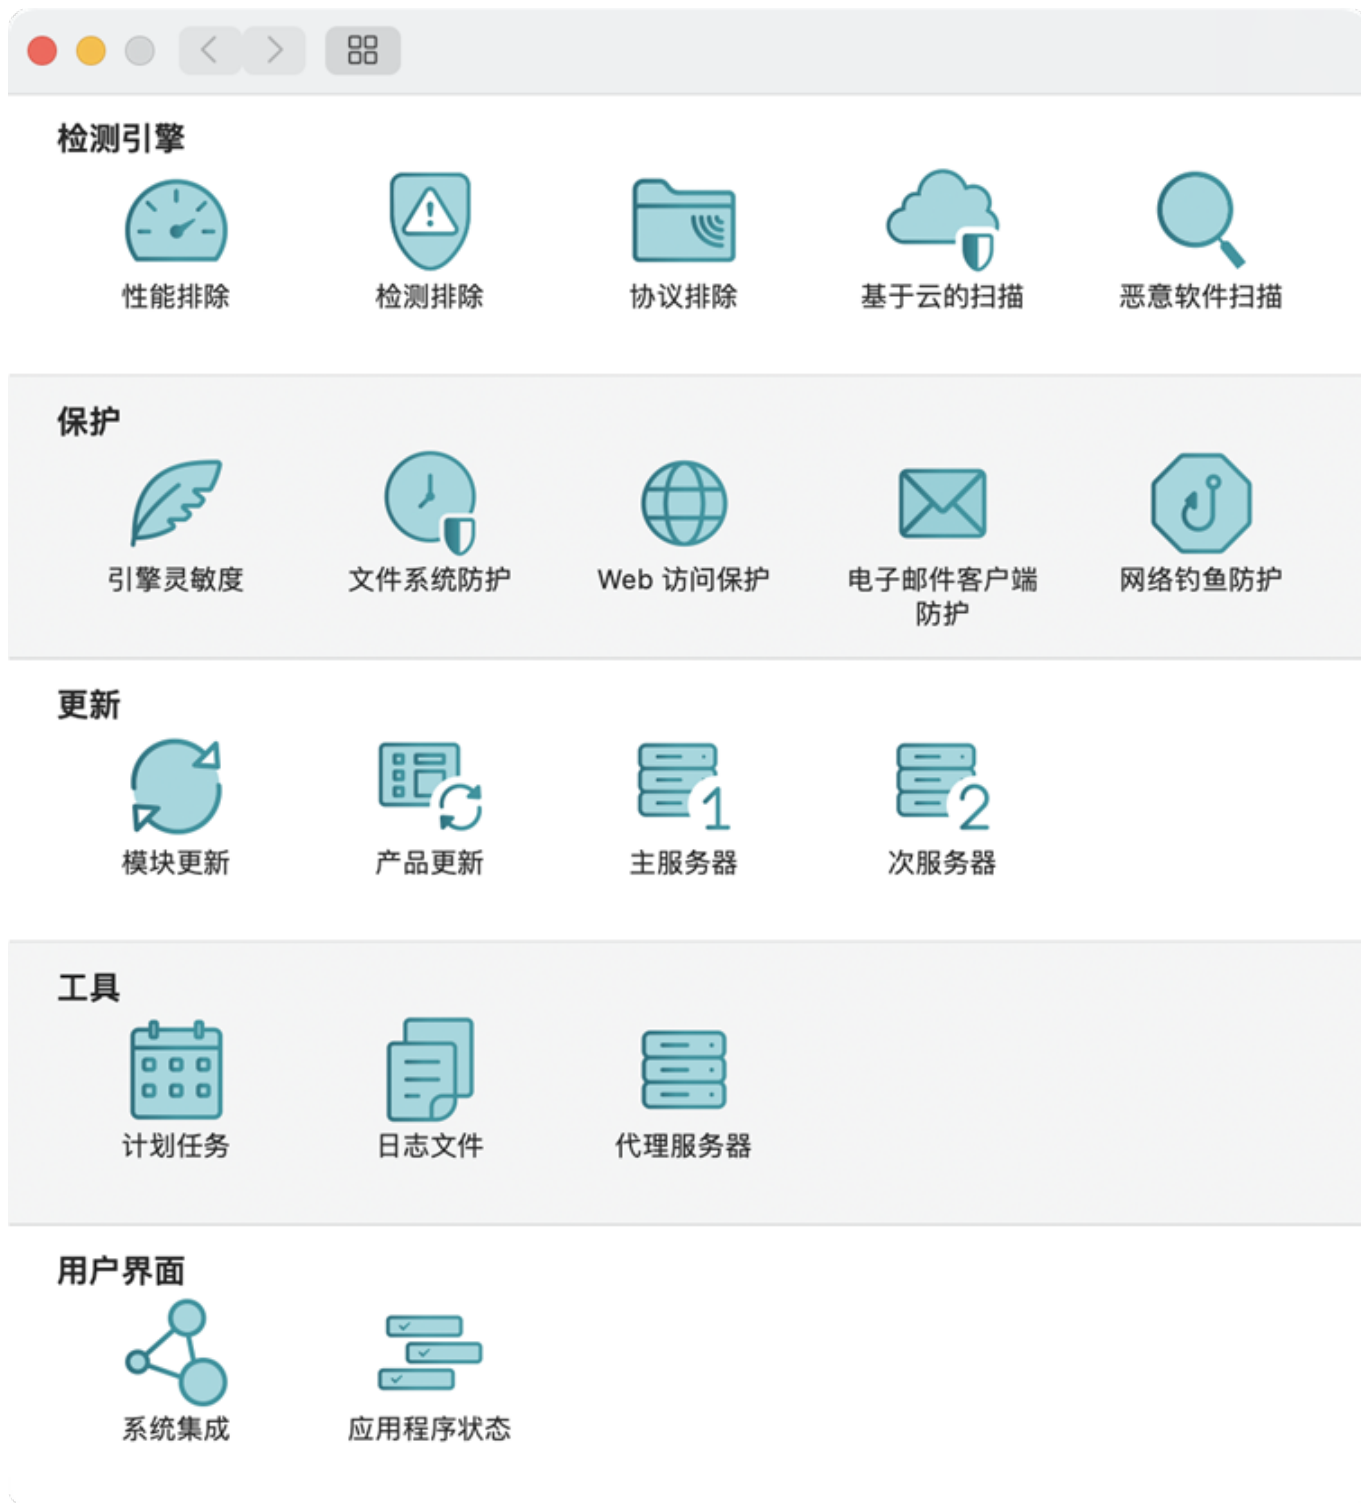 检测引擎
性能排除
检测排除
协议排除
基于云的扫描
恶意软件扫描
保护
引擎灵敏度
文件系统防护
Web 访问保护
电子邮件客户端
防护
网络钓鱼防护
更新
模块更新
产品更新
1
主服务器
2
次服务器
工具
计划任务
日志文件
代理服务器
用户界面
系统集成
应用程序状态